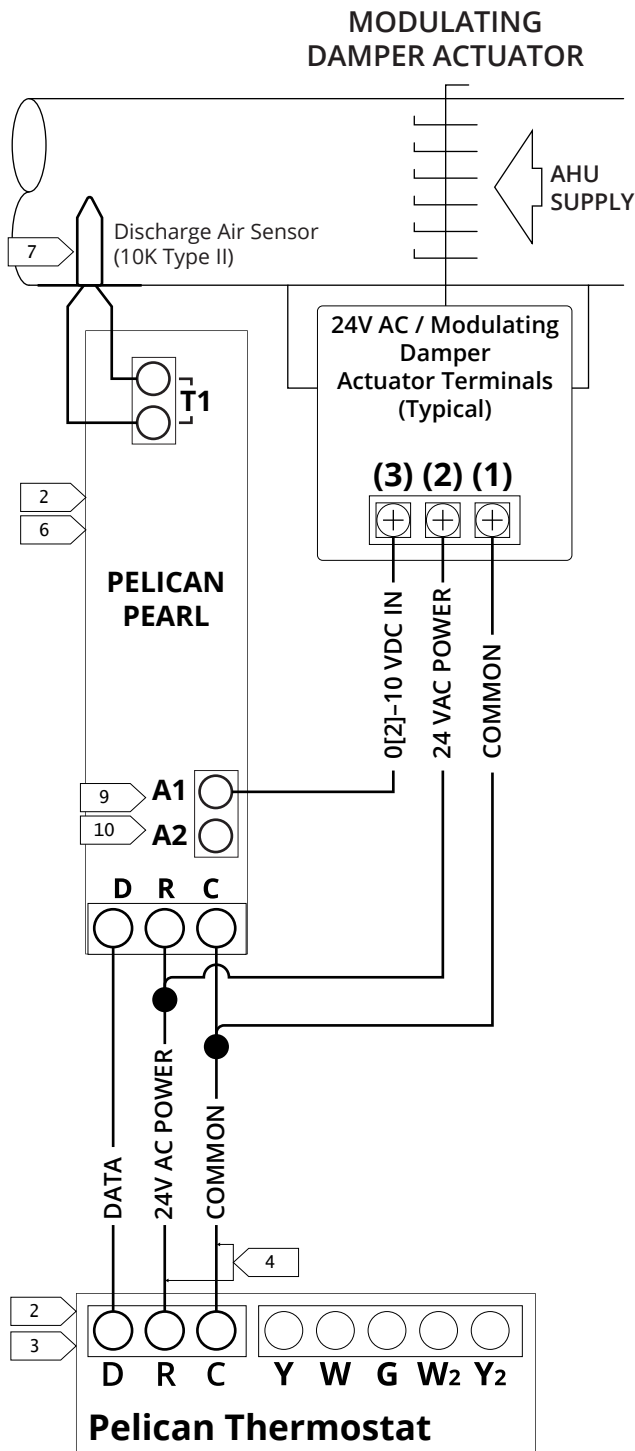 MODULATING
DAMPER ACTUATOR
AHU
SUPPLY
7
Discharge Air Sensor
(10K Type II)
24V AC / Modulating
Damper
Actuator Terminals
(Typical)
T1
(3) (2) (1)
2
6
PELICAN
PEARL
0[2]–10 VDC IN
24 VAC POWER
COMMON
9
A1
10
A2
D R C
DATA
24V AC POWER
COMMON
4
2
3
D R C Y W G W2 Y2
Pelican Thermostat